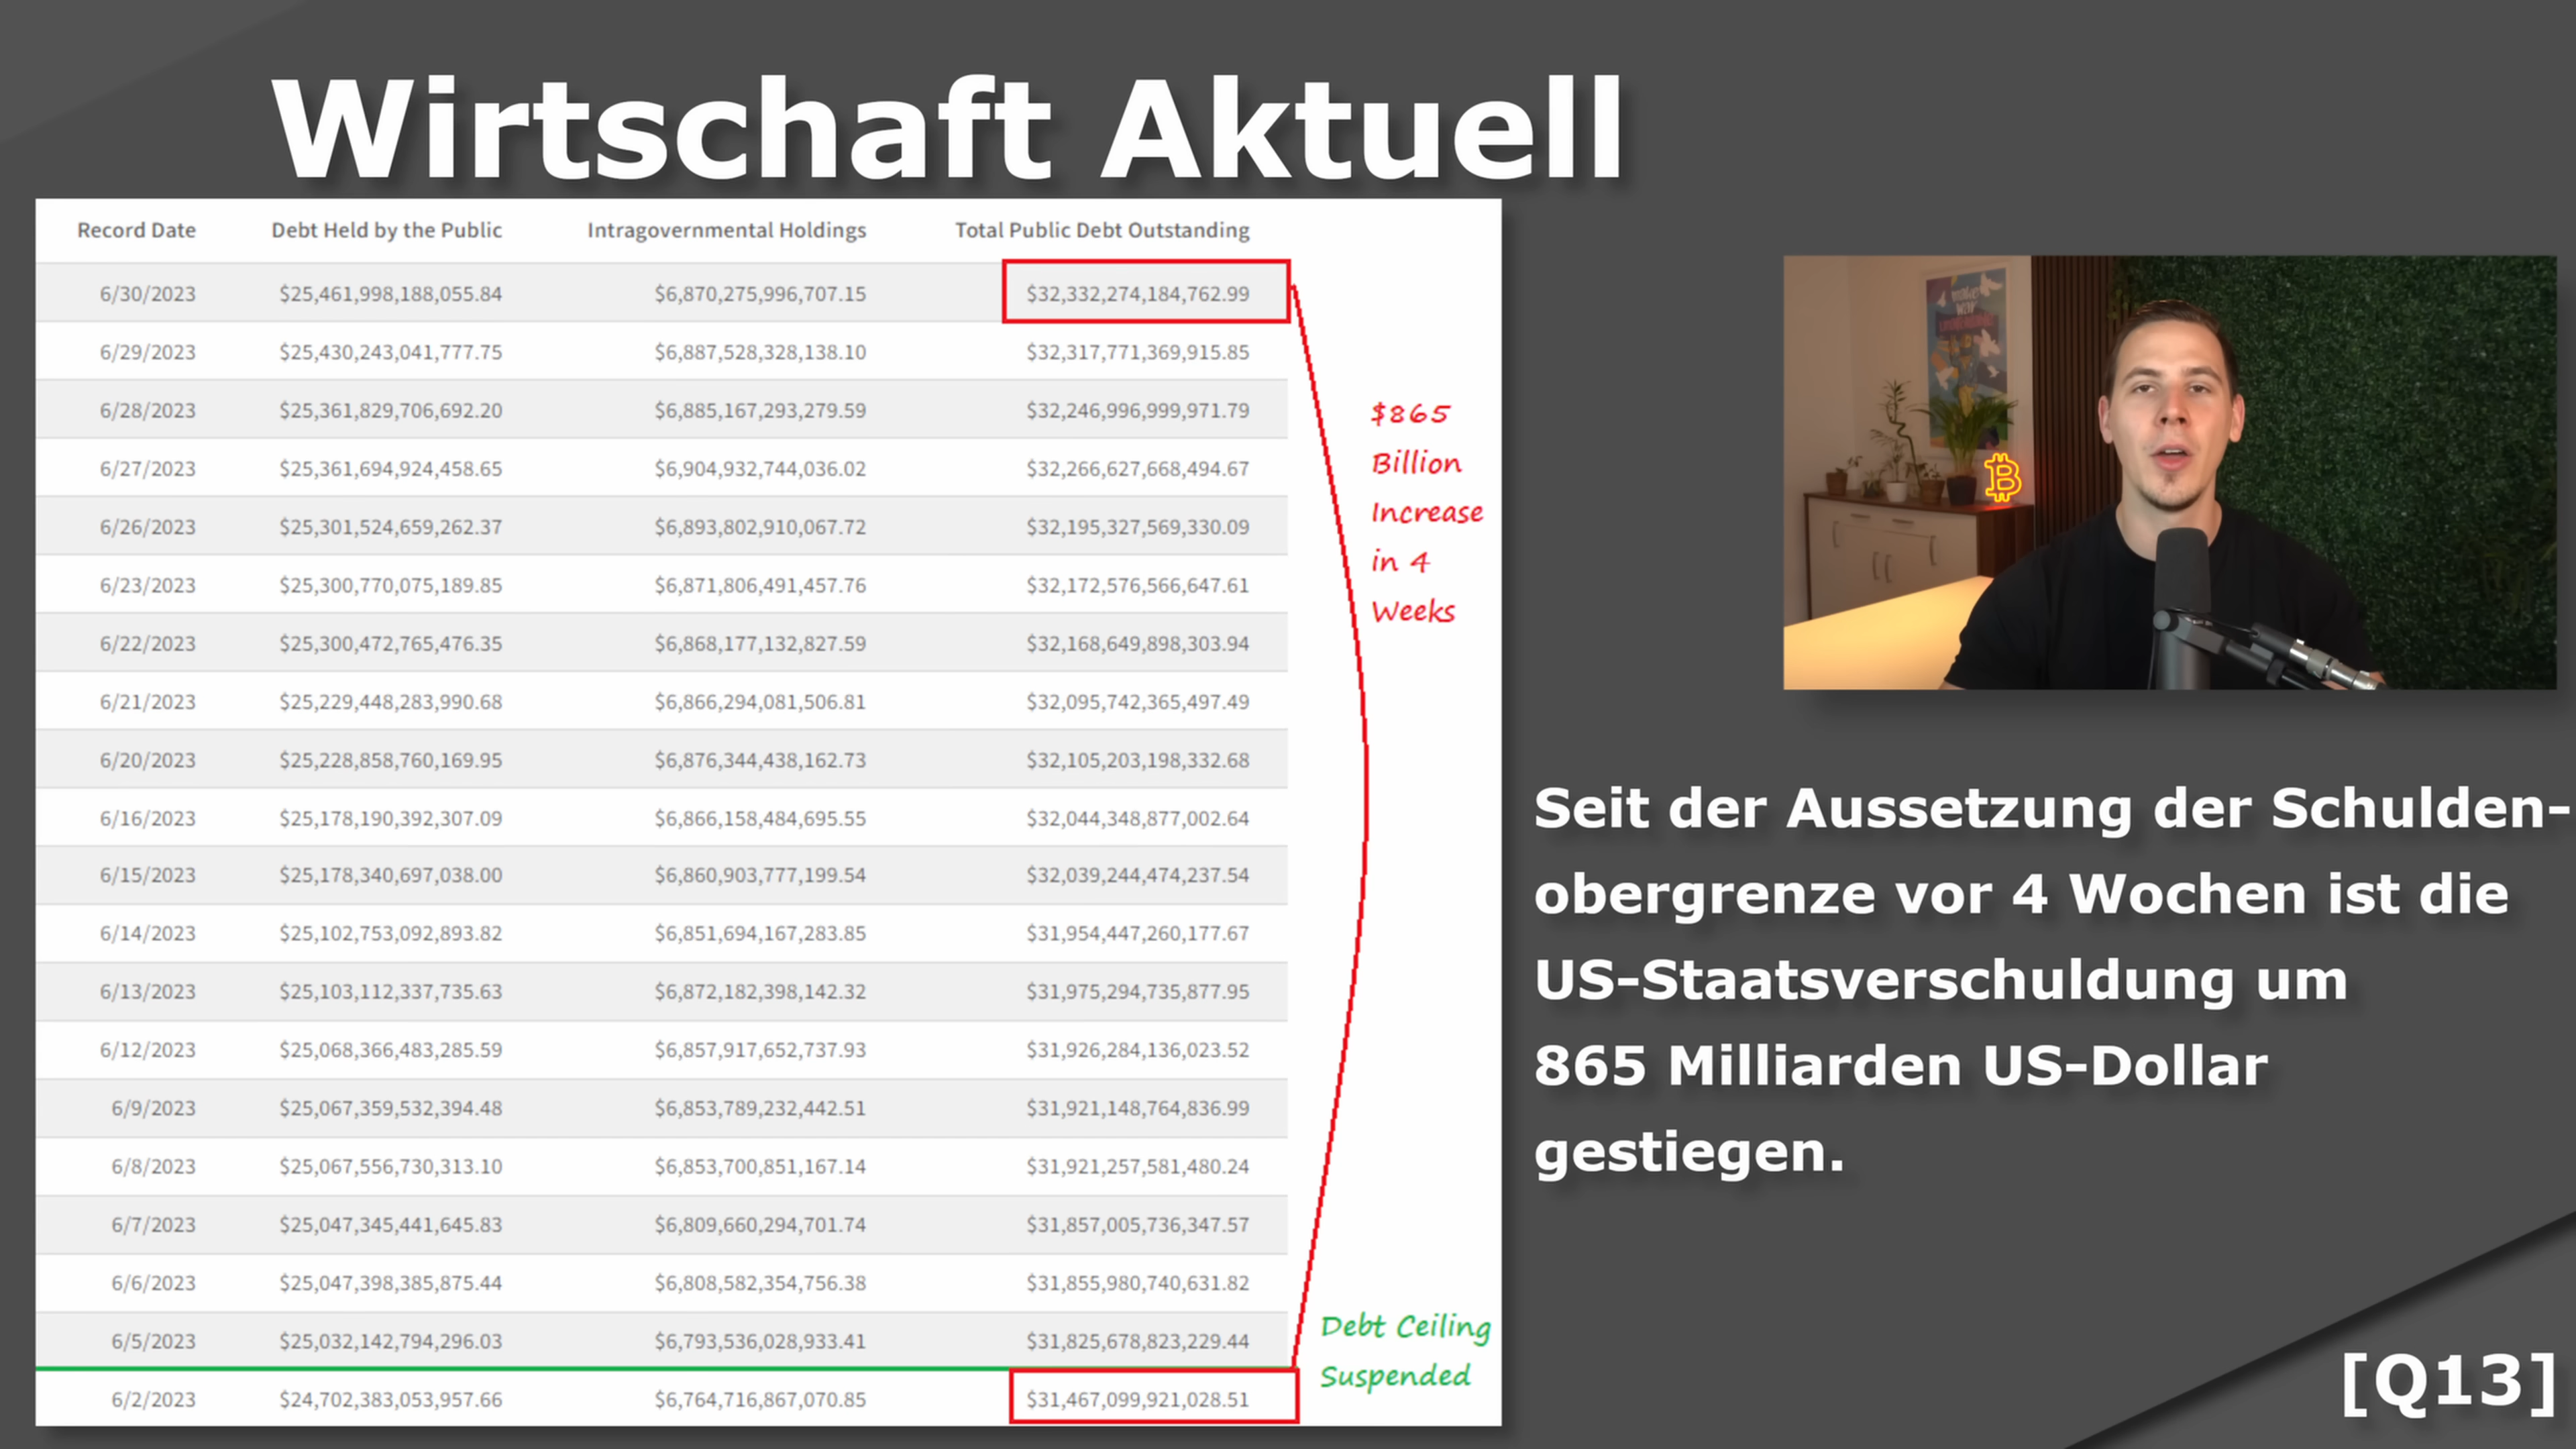 Wirtschaft Aktuell
Record Date Debt Held by the Public Intragovernmental Holdings Total Public Debt Outstanding
6/30/2023 $25,461,998,188,055.84 $6,870,275,996,707.15 $32,332,274,184,762.99
6/29/2023 $25,430,243,041,777.75 $6,887,528,328,138.10 $32,317,771,369,915.85
6/28/2023 $25,361,829,706,692.20 $6,885,167,293,279.59 $32,246,996,999,971.79
6/27/2023 $25,361,694,924,458.65 $6,904,932,744,036.02 $32,266,627,668,494.67
6/26/2023 $25,301,524,659,262.37 $6,893,802,910,067.72 $32,195,327,569,330.09
6/23/2023 $25,300,770,075,189.85 $6,871,806,491,457.76 $32,172,576,566,647.61
6/22/2023 $25,300,472,765,476.35 $6,868,177,132,827.59 $32,168,649,898,303.94
6/21/2023 $25,229,448,283,990.68 $6,866,294,081,506.81 $32,095,742,365,497.49
6/20/2023 $25,228,858,760,169.95 $6,876,344,438,162.73 $32,105,203,198,332.68
6/16/2023 $25,178,190,392,307.09 $6,866,158,484,695.55 $32,044,348,877,002.64
6/15/2023 $25,178,340,697,038.00 $6,860,903,777,199.54 $32,039,244,474,237.54
6/14/2023 $25,102,753,092,893.82 $6,851,694,167,283.85 $31,954,447,260,177.67
6/13/2023 $25,103,112,337,735.63 $6,872,182,398,142.32 $31,975,294,735,877.95
6/12/2023 $25,068,366,483,285.59 $6,857,917,652,737.93 $31,926,284,136,023.52
6/9/2023 $25,067,359,532,394.48 $6,853,789,232,442.51 $31,921,148,764,836.99
6/8/2023 $25,067,556,730,313.10 $6,853,700,851,167.14 $31,921,257,581,480.24
6/7/2023 $25,047,345,441,645.83 $6,809,660,294,701.74 $31,857,005,736,347.57
6/6/2023 $25,047,398,385,875.44 $6,808,582,354,756.38 $31,855,980,740,631.82
6/5/2023 $25,032,142,794,296.03 $6,793,536,028,933.41 $31,825,678,823,229.44
6/2/2023 $24,702,383,053,957.66 $6,764,716,867,070.85 $31,467,099,921,028.51
$865
Billion
Increase
in 4
Weeks
Debt Ceiling
Suspended
Seit der Aussetzung der Schulden-
obergrenze vor 4 Wochen ist die
US-Staatsverschuldung um
865 Milliarden US-Dollar
gestiegen.
[Q13]